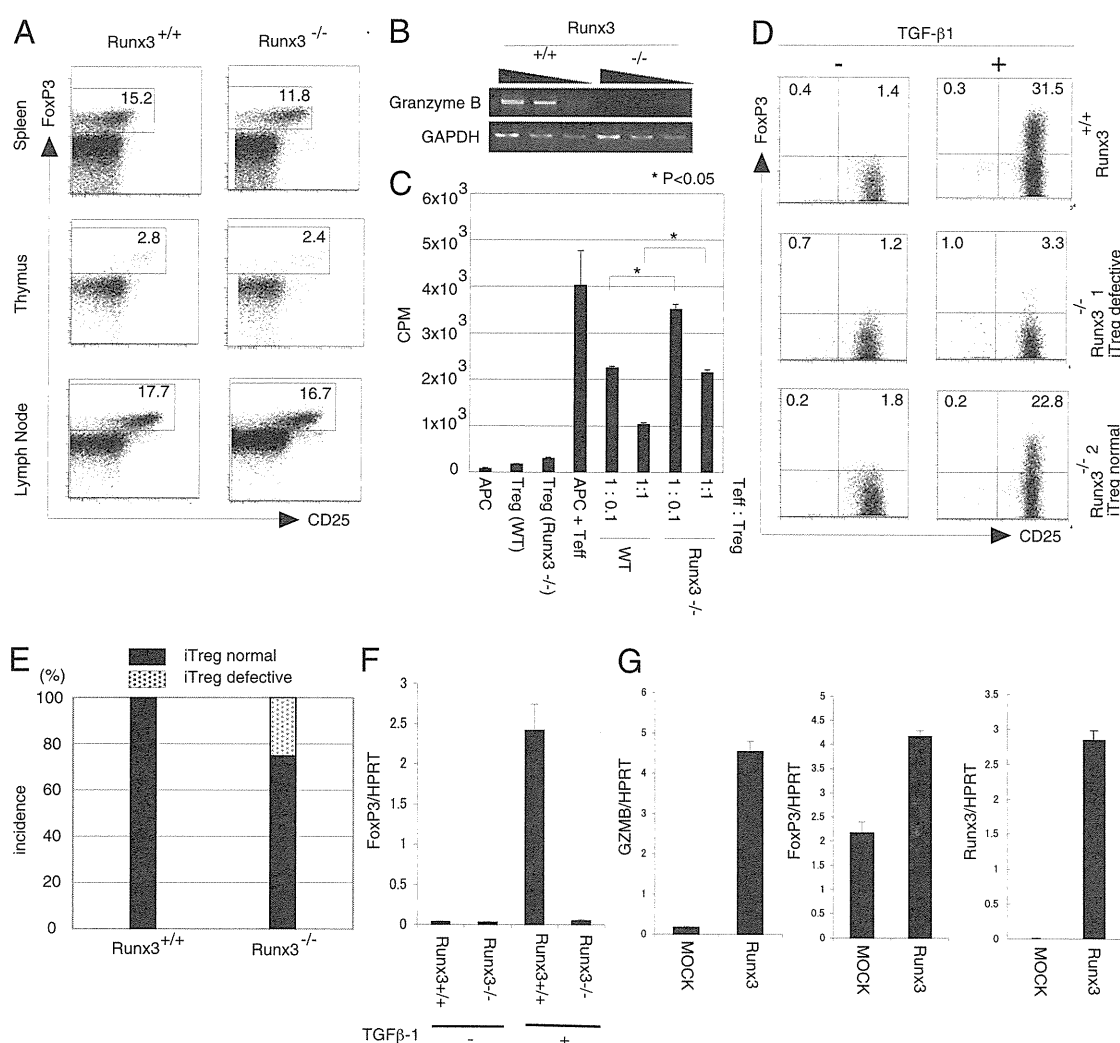 A
Runx3 +/+
Runx3 -/-
Spleen
FoxP3
15.2
11.8
Thymus
2.8
2.4
Lymph Node
17.7
16.7
CD25
B
Runx3
+/+
-/-
Granzyme B
GAPDH
C
* P<0.05
CPM
6x10³
5x10³
4x10³
3x10³
2x10³
1x10³
0
*
*
APC
Treg (WT)
Treg (Runx3 -/-)
APC + Teff
1 : 0.1
1:1
1 : 0.1
1:1
Teff : Treg
WT
Runx3 -/-
D
TGF-β1
-
+
FoxP3
0.4
1.4
0.3
31.5
Runx3 +/+
0.7
1.2
1.0
3.3
Runx3 -/- 1
iTreg defective
0.2
1.8
0.2
22.8
Runx3 -/- 2
iTreg normal
CD25
E
iTreg normal
iTreg defective
(%)
incidence
100
80
60
40
20
0
Runx3+/+
Runx3-/-
F
FoxP3/HPRT
3
2.5
2
1.5
1
0.5
0
Runx3+/+
Runx3-/-
Runx3+/+
Runx3-/-
TGFβ-1
-
+
G
GZMB/HPRT
6
5
4
3
2
1
0
MOCK
Runx3
FoxP3/HPRT
5
4.5
4
3.5
3
2.5
2
1.5
1
0.5
0
MOCK
Runx3
Runx3/HPRT
3.5
3
2.5
2
1.5
1
0.5
0
MOCK
Runx3